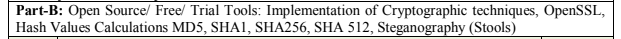 Part-B: Open Source/ Free/ Trial Tools: Implementation of Cryptographic techniques, OpenSSL,
Hash Values Calculations MD5, SHA1, SHA256, SHA 512, Steganography (Stools)